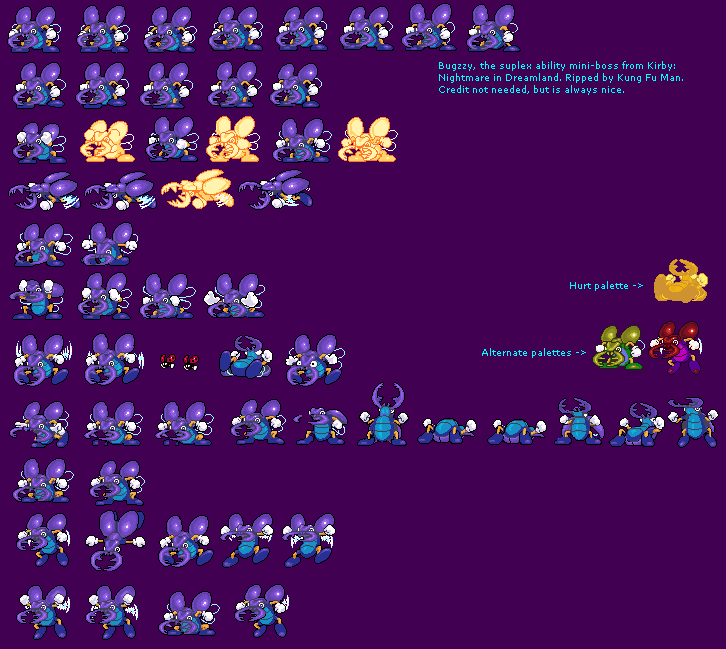 Bugzzy, the suplex ability mini-boss from Kirby:
Nightmare in Dreamland. Ripped by Kung Fu Man.
Credit not needed, but is always nice.
Hurt palette ->
Alternate palettes ->